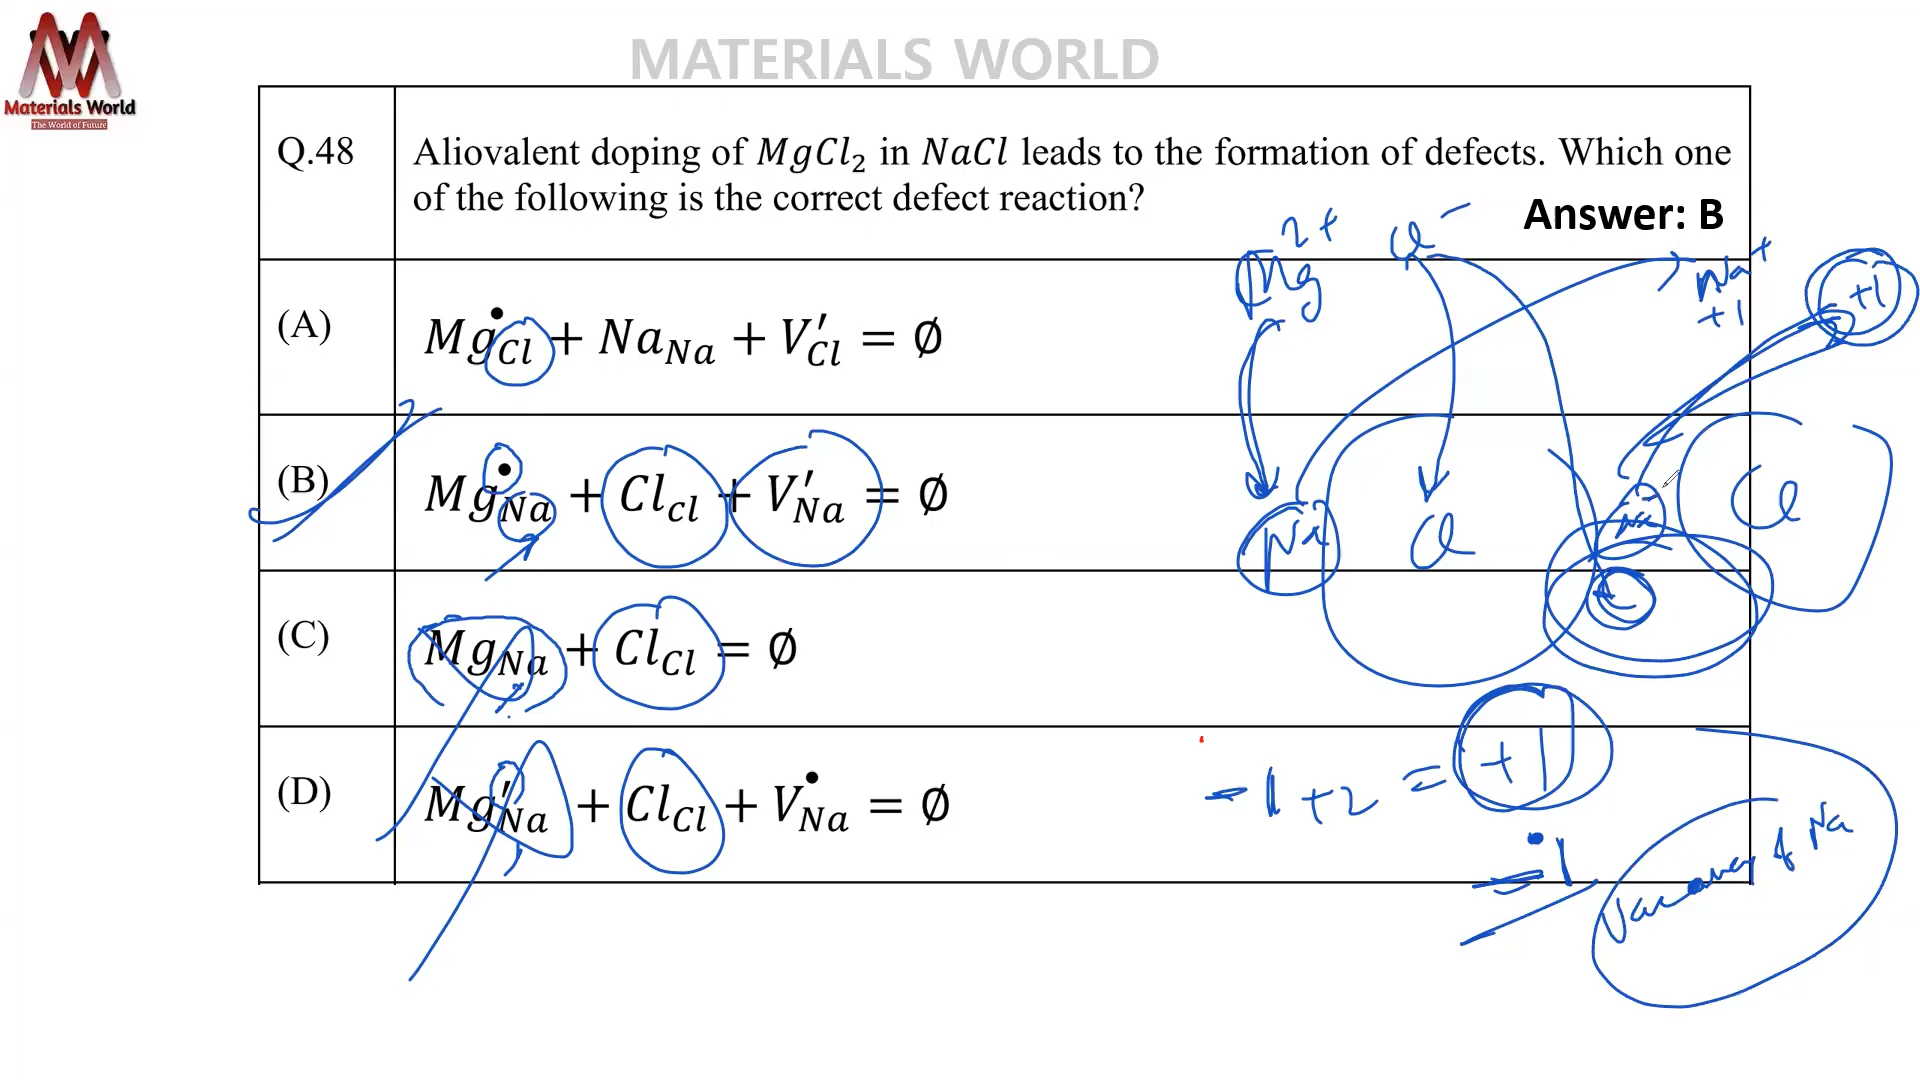 MATERIALS WORLD
Materials World
The World of Future
Q.48
Aliovalent doping of MgCl₂ in NaCl leads to the formation of defects. Which one
of the following is the correct defect reaction?
Answer: B
Mg²⁺ Cl⁻
Na⁺
+1
+1
(A)
Mg•Cl + NaNa + V′Cl = ∅
(B)
Mg•Na + ClCl + V′Na = ∅
Na Cl Na Cl
(C)
MgNa + ClCl = ∅
(D)
Mg′Na + ClCl + V•Na = ∅
-1 + 2 = +1
Vacancy of Na